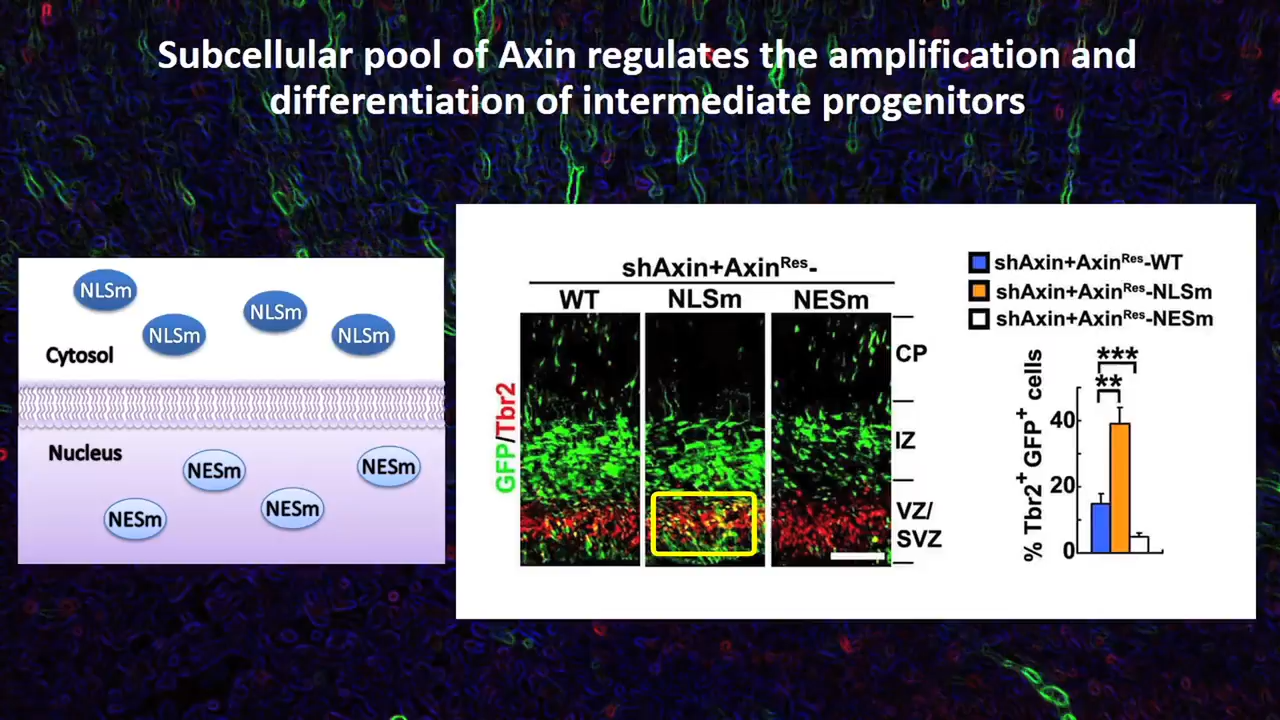 Subcellular pool of Axin regulates the amplification and
differentiation of intermediate progenitors
NLSm
NLSm
NLSm
NLSm
Cytosol
Nucleus
NESm
NESm
NESm
NESm
shAxin+AxinRes-
WT NLSm NESm
GFP/Tbr2
CP
IZ
VZ/
SVZ
shAxin+AxinRes-WT
shAxin+AxinRes-NLSm
shAxin+AxinRes-NESm
% Tbr2+ GFP+ cells
***
**
40
20
0